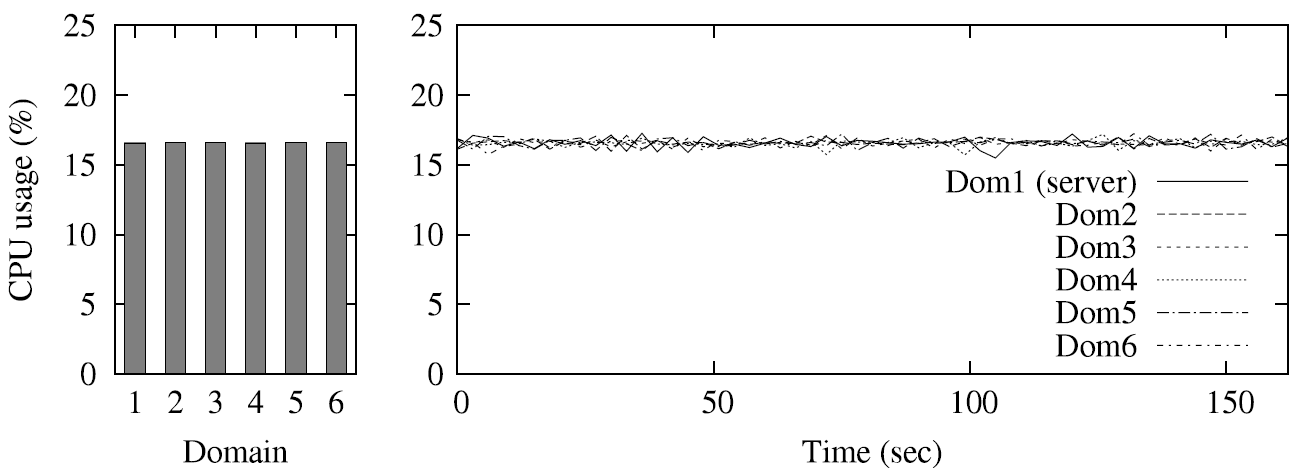 CPU usage (%)
25
20
15
10
5
0
1 2 3 4 5 6
Domain
25
20
15
10
5
0
Dom1 (server)
Dom2
Dom3
Dom4
Dom5
Dom6
0 50 100 150
Time (sec)